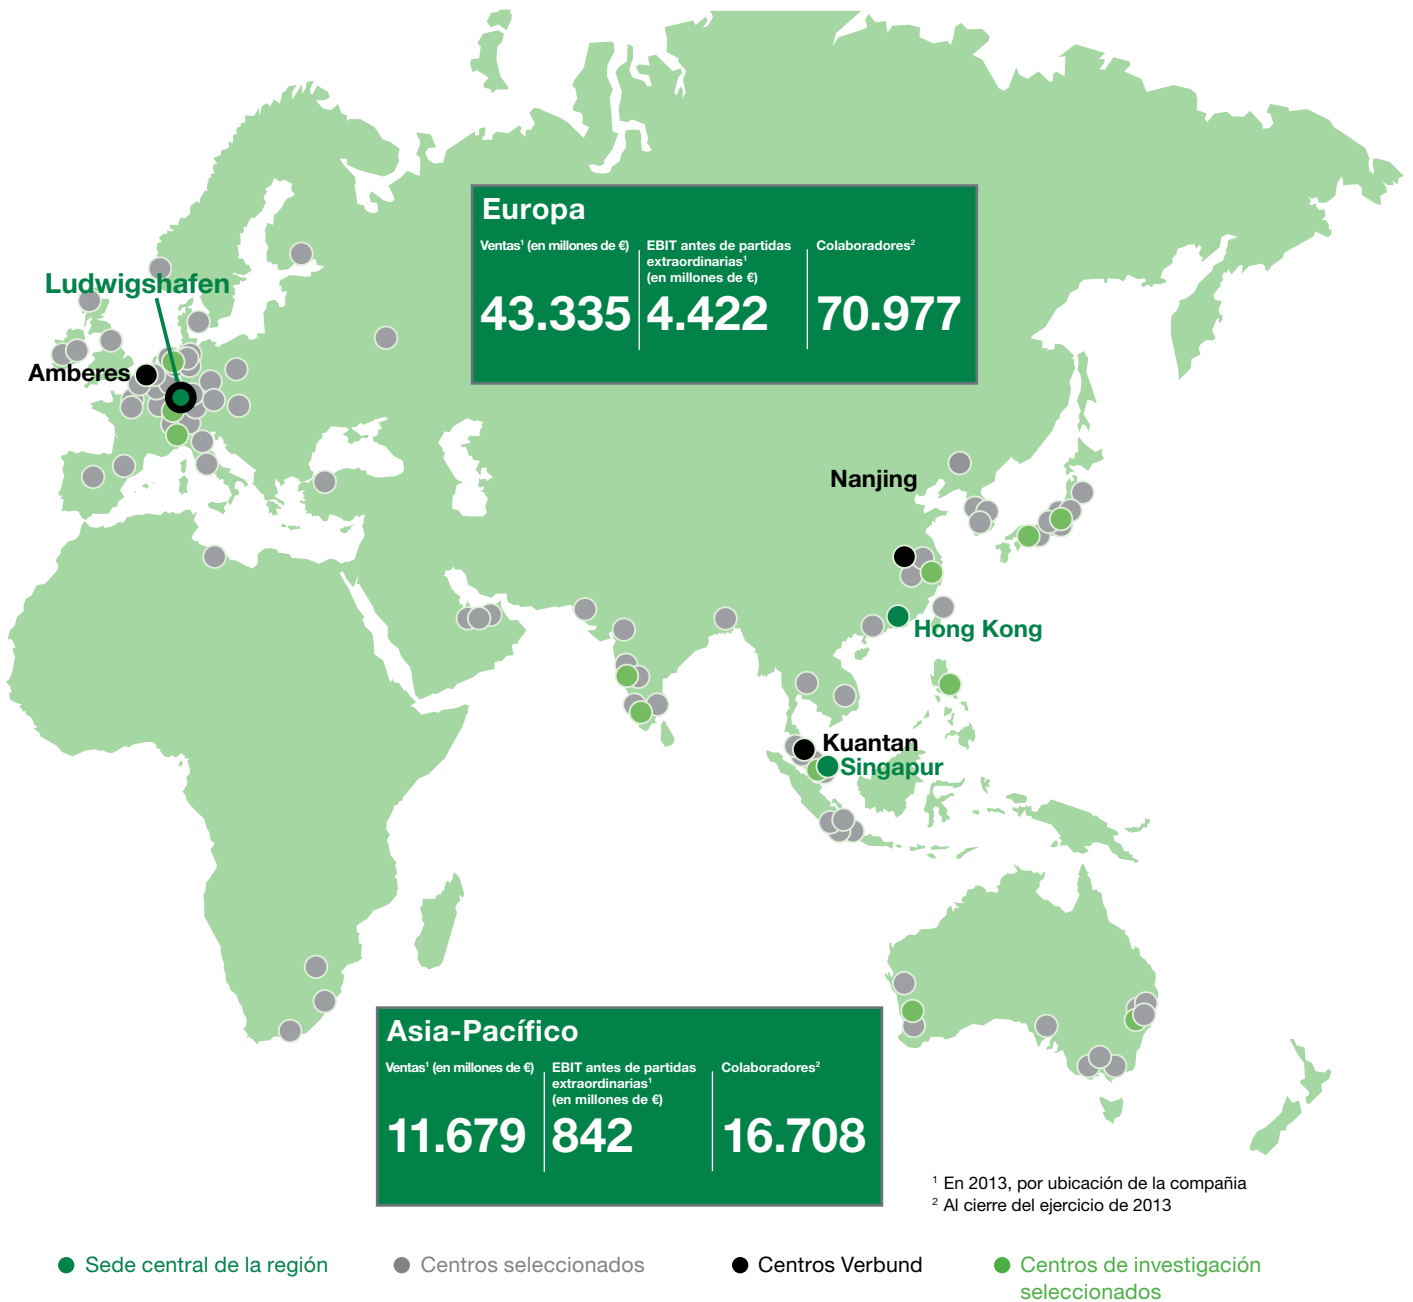 Europa
Ventas¹ (en millones de €)
EBIT antes de partidas
extraordinarias¹
(en millones de €)
Colaboradores²
43.335
4.422
70.977
Ludwigshafen
Amberes
Nanjing
Hong Kong
Kuantan
Singapur
Asia-Pacífico
Ventas¹ (en millones de €)
EBIT antes de partidas
extraordinarias¹
(en millones de €)
Colaboradores²
11.679
842
16.708
¹ En 2013, por ubicación de la compañia
² Al cierre del ejercicio de 2013
Sede central de la región
Centros seleccionados
Centros Verbund
Centros de investigación
seleccionados